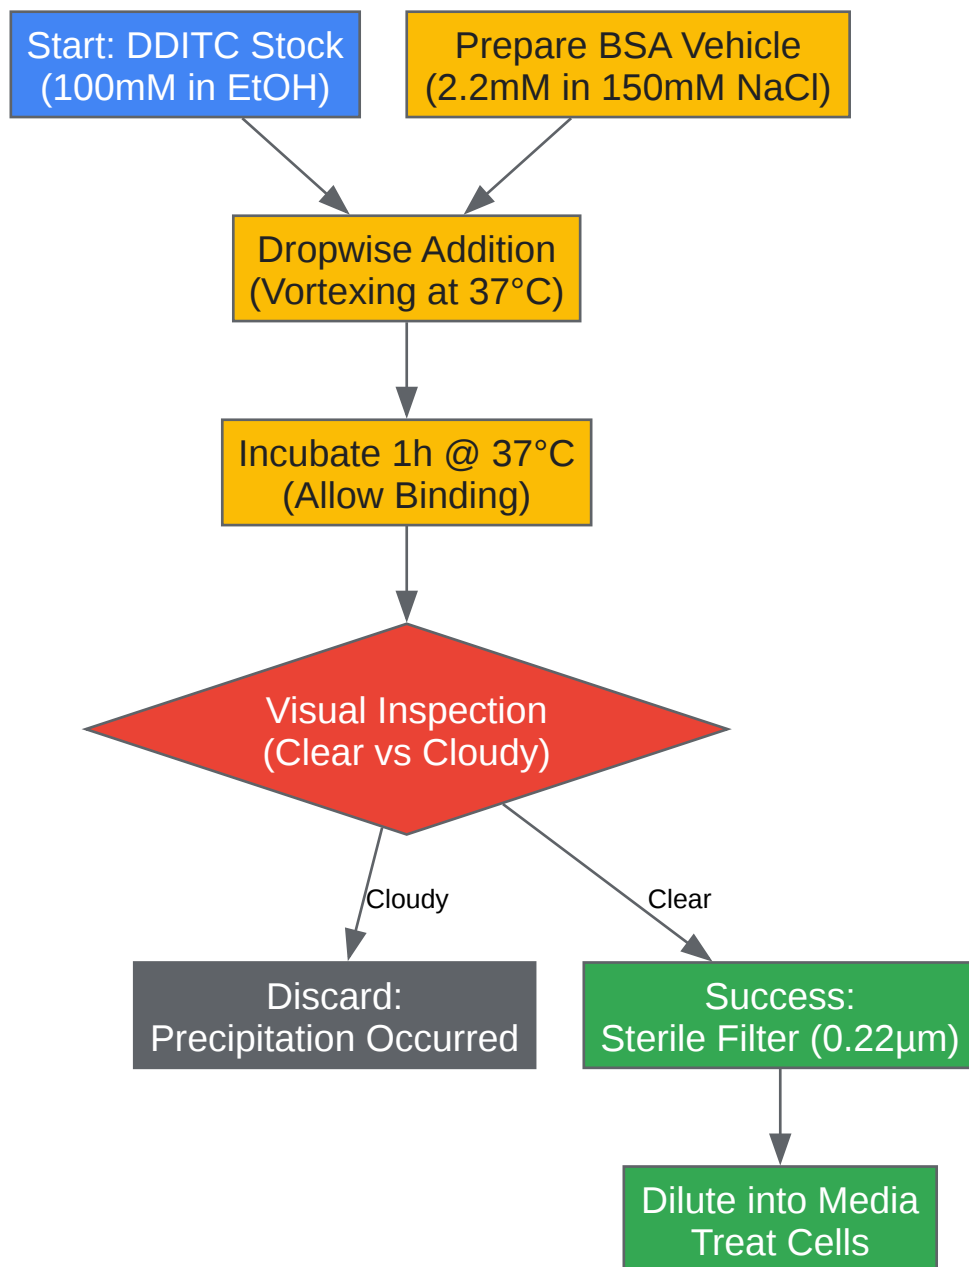 Start: DDITC Stock
(100mM in EtOH)
Prepare BSA Vehicle
(2.2mM in 150mM NaCl)
Dropwise Addition
(Vortexing at 37°C)
Incubate 1h @ 37°C
(Allow Binding)
Visual Inspection
(Clear vs Cloudy)
Cloudy
Clear
Discard:
Precipitation Occurred
Success:
Sterile Filter (0.22µm)
Dilute into Media
Treat Cells